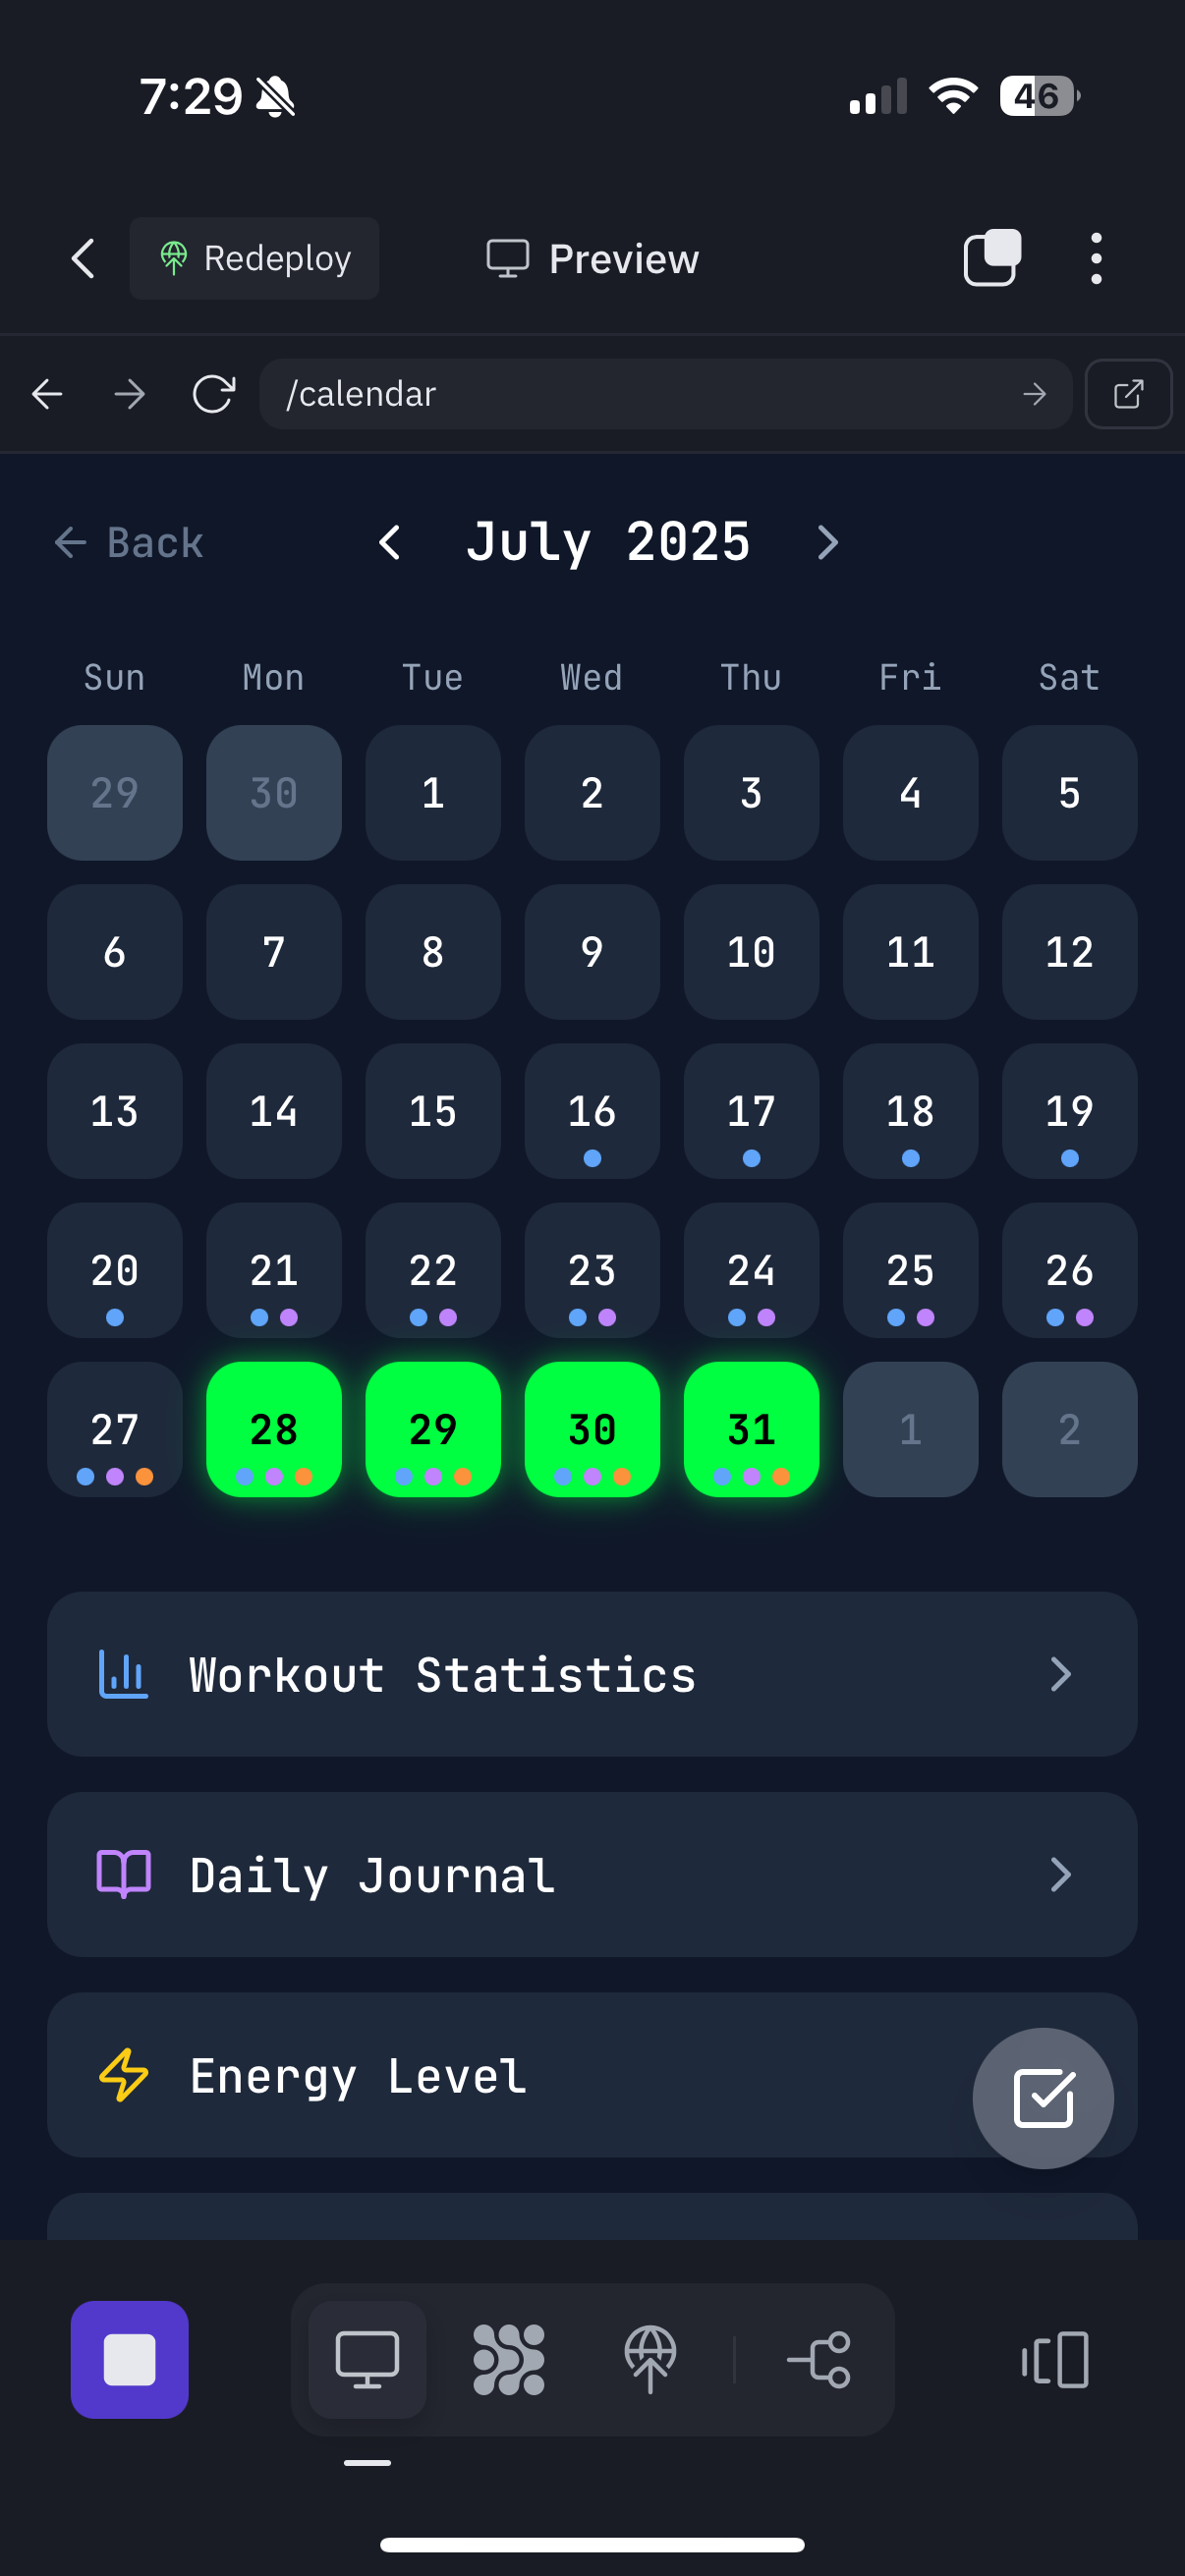 7:29
46
Redeploy
Preview
/calendar
Back
July 2025
Sun Mon Tue Wed Thu Fri Sat
29 30 1 2 3 4 5
6 7 8 9 10 11 12
13 14 15 16 17 18 19
20 21 22 23 24 25 26
27 28 29 30 31 1 2
Workout Statistics
Daily Journal
Energy Level